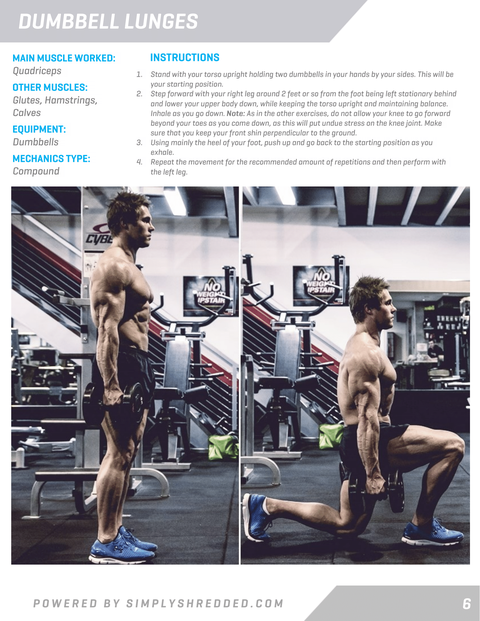 DUMBBELL LUNGES
MAIN MUSCLE WORKED:
Quadriceps
OTHER MUSCLES:
Glutes, Hamstrings,
Calves
EQUIPMENT:
Dumbbells
MECHANICS TYPE:
Compound
INSTRUCTIONS
1. Stand with your torso upright holding two dumbbells in your hands by your sides. This will be
your starting position.
2. Step forward with your right leg around 2 feet or so from the foot being left stationary behind
and lower your upper body down, while keeping the torso upright and maintaining balance.
Inhale as you go down. Note: As in the other exercises, do not allow your knee to go forward
beyond your toes as you come down, as this will put undue stress on the knee joint. Make
sure that you keep your front shin perpendicular to the ground.
3. Using mainly the heel of your foot, push up and go back to the starting position as you
exhale.
4. Repeat the movement for the recommended amount of repetitions and then perform with
the left leg.
CYBE
NO
WEIGHT
UPSTAIR
NO
WEIGHT
UPSTAIR
POWERED BY SIMPLYSHREDDED.COM
6